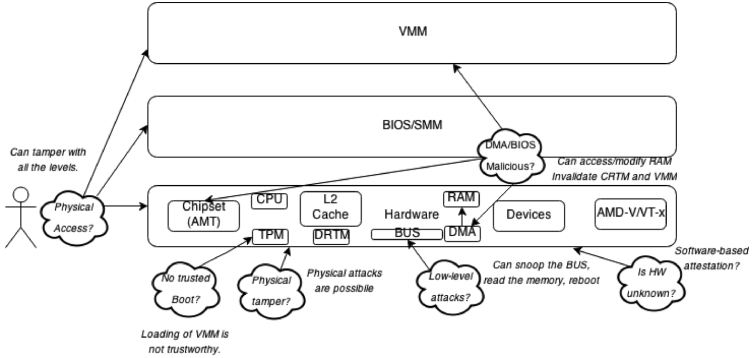 VMM
BIOS/SMM
Can tamper with
all the levels.
DMA/BIOS
Malicious?
Can access/modify RAM
Invalidate CRTM and VMM
Physical
Access?
Chipset
(AMT)
CPU
L2
Cache
Hardware
RAM
Devices
AMD-V/VT-x
TPM
DRTM
BUS
DMA
No trusted
Boot?
Physical
tamper?
Physical attacks
are possibile
Low-level
attacks?
Can snoop the BUS,
read the memory, reboot
Is HW
unknown?
Software-based
attestation?
Loading of VMM is
not trustworthy.